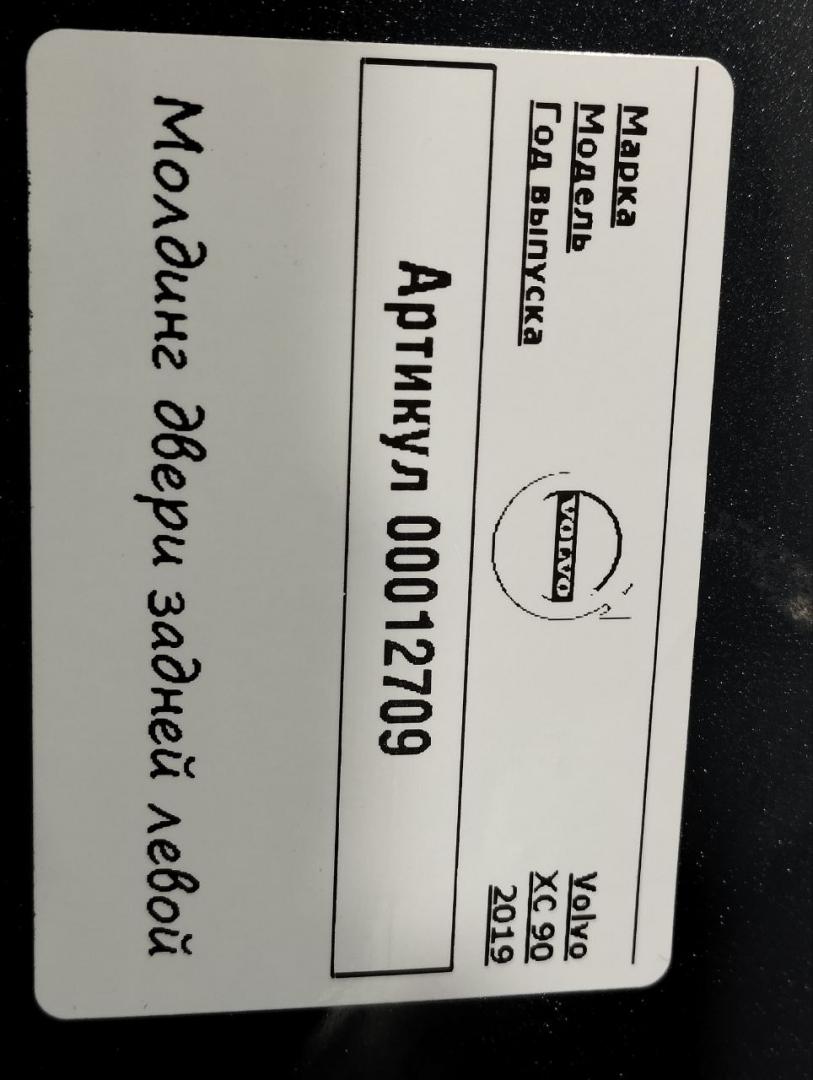 Марка Volvo
Модель XC 90
Год выпуска 2019
VOLVO
Артикул 00012709
Молдинг двери задней левой